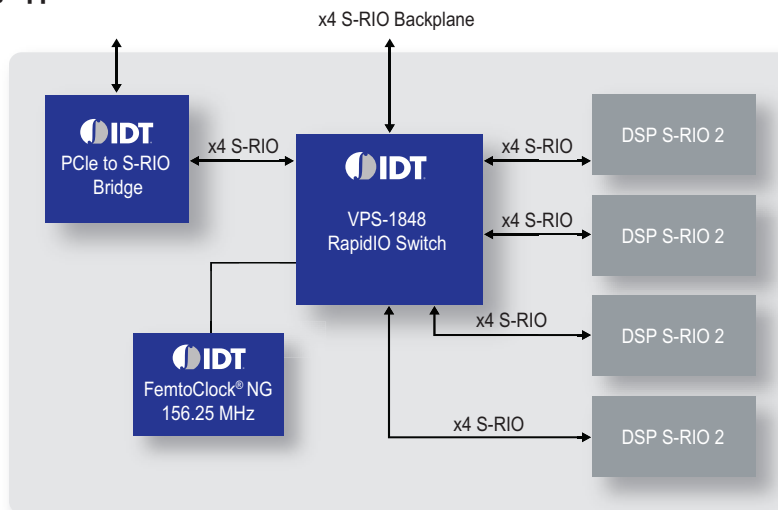 x4 S-RIO Backplane
IDT
PCIe to S-RIO
Bridge
x4 S-RIO
IDT
VPS-1848
RapidIO Switch
x4 S-RIO
DSP S-RIO 2
x4 S-RIO
DSP S-RIO 2
x4 S-RIO
DSP S-RIO 2
IDT
FemtoClock® NG
156.25 MHz
x4 S-RIO
DSP S-RIO 2